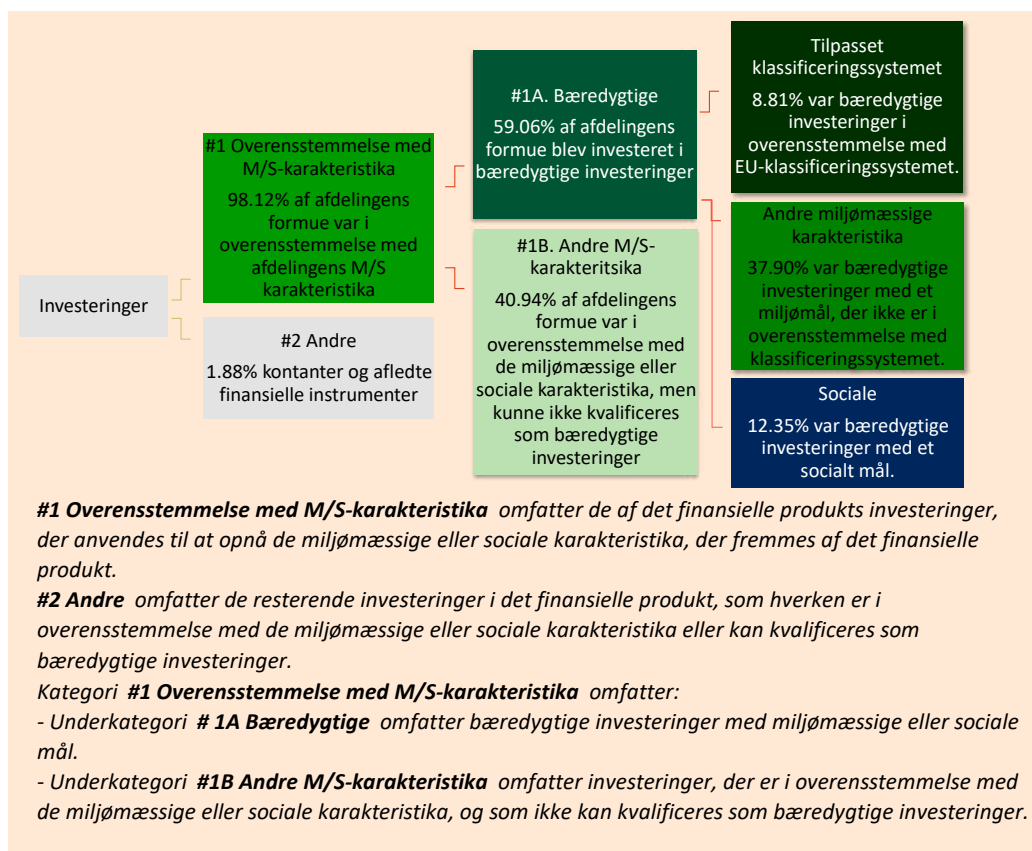 Investeringer
#1 Overensstemmelse med
M/S-karakteristika
98.12% af afdelingens
formue var i
overensstemmelse med
afdelingens M/S
karakteristika
#2 Andre
1.88% kontanter og afledte
finansielle instrumenter
#1A. Bæredygtige
59.06% af afdelingens
formue blev investeret i
bæredygtige investeringer
#1B. Andre M/S-
karakteritsika
40.94% af afdelingens
formue var i
overensstemmelse med
de miljømæssige eller
sociale karakteristika, men
kunne ikke kvalificeres
som bæredygtige
investeringer
Tilpasset
klassificeringssystemet
8.81% var bæredygtige
investeringer i
overensstemmelse med
EU-klassificeringssystemet.
Andre miljømæssige
karakteristika
37.90% var bæredygtige
investeringer med et
miljømål, der ikke er i
overensstemmelse med
klassificeringssystemet.
Sociale
12.35% var bæredygtige
investeringer med et
socialt mål.
#1 Overensstemmelse med M/S-karakteristika omfatter de af det finansielle produkts investeringer,
der anvendes til at opnå de miljømæssige eller sociale karakteristika, der fremmes af det finansielle
produkt.
#2 Andre omfatter de resterende investeringer i det finansielle produkt, som hverken er i
overensstemmelse med de miljømæssige eller sociale karakteristika eller kan kvalificeres som
bæredygtige investeringer.
Kategori #1 Overensstemmelse med M/S-karakteristika omfatter:
- Underkategori # 1A Bæredygtige omfatter bæredygtige investeringer med miljømæssige eller sociale
mål.
- Underkategori #1B Andre M/S-karakteristika omfatter investeringer, der er i overensstemmelse med
de miljømæssige eller sociale karakteristika, og som ikke kan kvalificeres som bæredygtige investeringer.